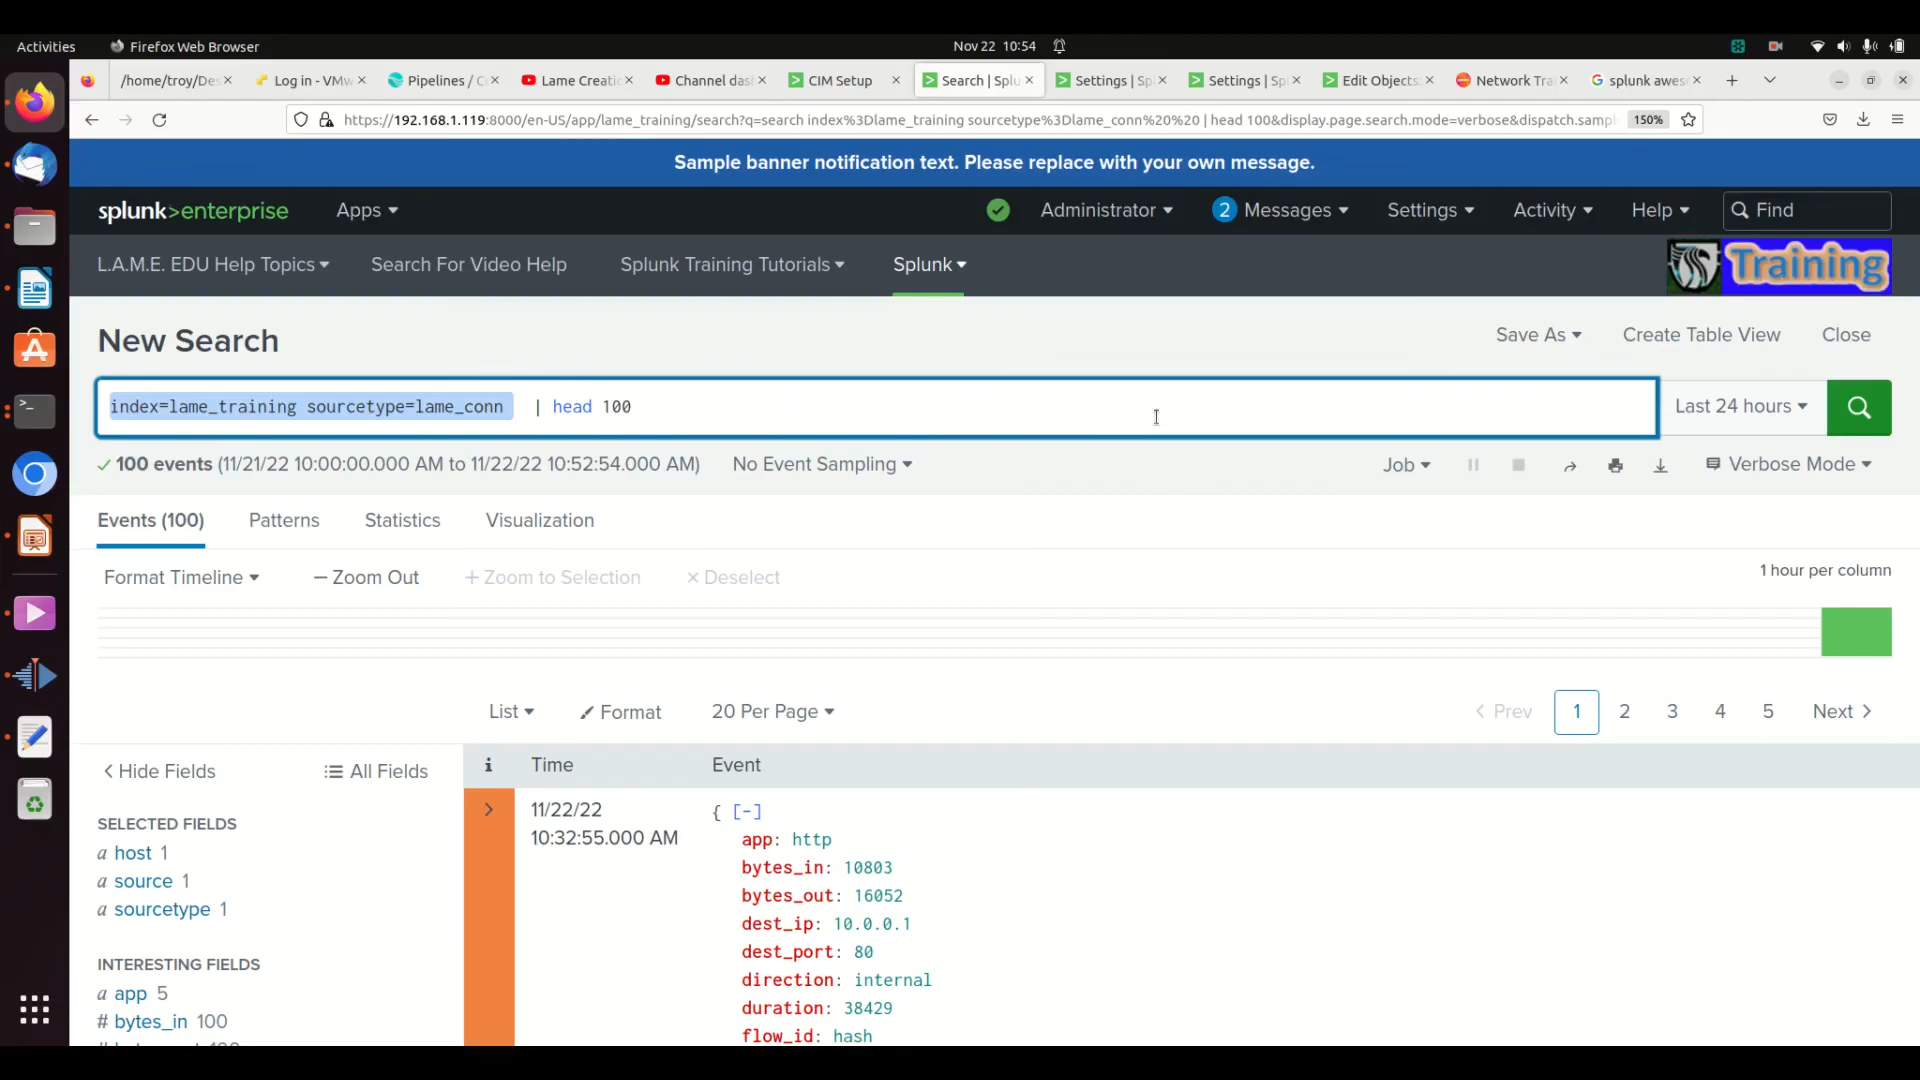 Activities Firefox Web Browser Nov 22 10:54
/home/troy/Des Log in - VMw Pipelines / Co Lame Creatio Channel das CIM Setup Search | Splu Settings | Spl Settings | Spl Edit Objects: Network Tra splunk awes
https://192.168.1.119:8000/en-US/app/lame_training/search?q=search index%3Dlame_training sourcetype%3Dlame_conn%20%20 | head 100&display.page.search.mode=verbose&dispatch.samp 150%
Sample banner notification text. Please replace with your own message.
splunk>enterprise Apps Administrator 2 Messages Settings Activity Help Find
L.A.M.E. EDU Help Topics Search For Video Help Splunk Training Tutorials Splunk Training
New Search Save As Create Table View Close
index=lame_training sourcetype=lame_conn | head 100 Last 24 hours
100 events (11/21/22 10:00:00.000 AM to 11/22/22 10:52:54.000 AM) No Event Sampling Job Verbose Mode
Events (100) Patterns Statistics Visualization
Format Timeline — Zoom Out + Zoom to Selection × Deselect 1 hour per column
List Format 20 Per Page < Prev 1 2 3 4 5 Next >
< Hide Fields All Fields i Time Event
SELECTED FIELDS
a host 1
a source 1
a sourcetype 1
INTERESTING FIELDS
a app 5
# bytes_in 100
11/22/22
10:32:55.000 AM
{ [-]
app: http
bytes_in: 10803
bytes_out: 16052
dest_ip: 10.0.0.1
dest_port: 80
direction: internal
duration: 38429
flow_id: hash